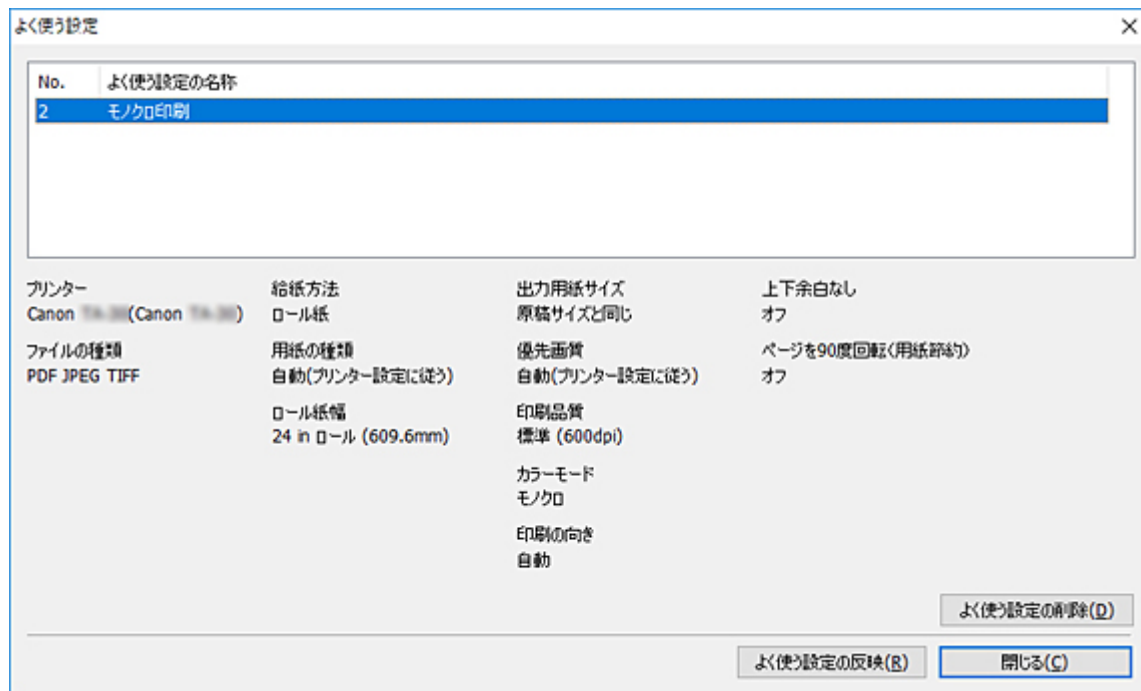 よく使う設定
No. よく使う設定の名称
2 モノクロ印刷
プリンター
Canon (Canon )
ファイルの種類
PDF JPEG TIFF
給紙方法
ロール紙
用紙の種類
自動(プリンター設定に従う)
ロール紙幅
24 in ロール (609.6mm)
出力用紙サイズ
原稿サイズと同じ
優先画質
自動(プリンター設定に従う)
印刷品質
標準 (600dpi)
カラーモード
モノクロ
印刷の向き
自動
上下余白なし
オフ
ページを90度回転(用紙節約)
オフ
よく使う設定の削除(D)
よく使う設定の反映(R)
閉じる(C)